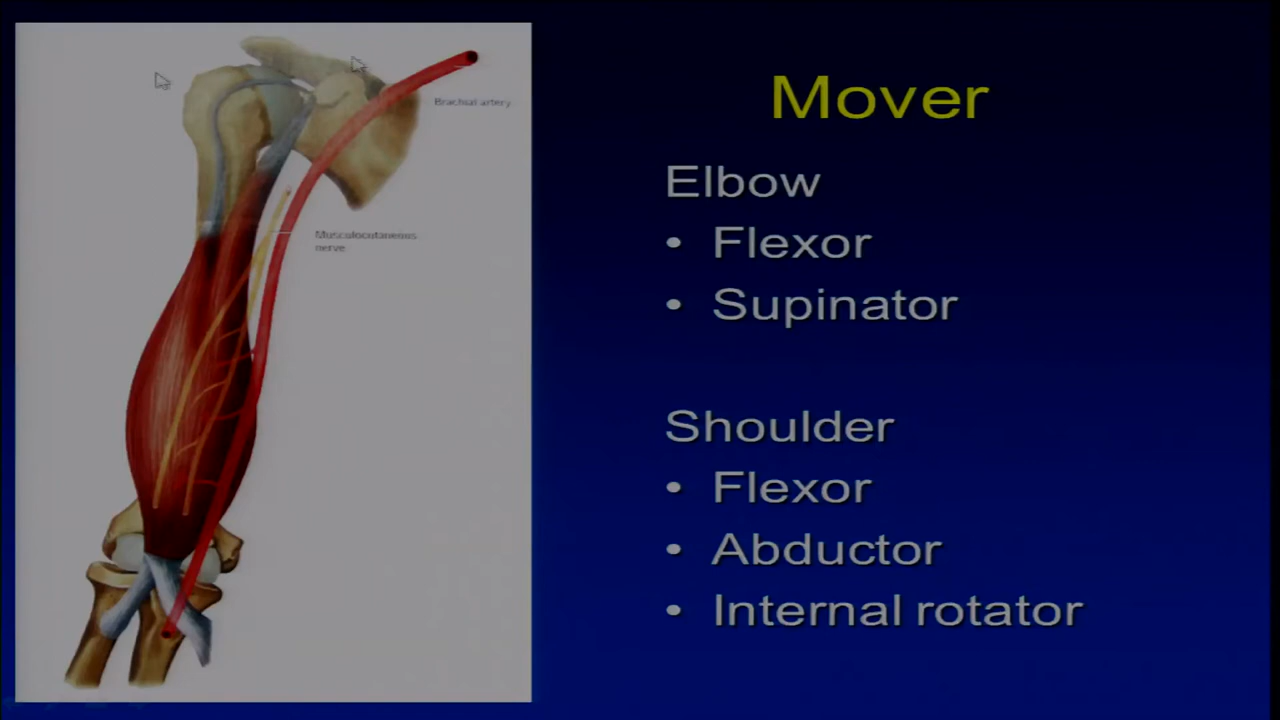 Brachial artery
Musculocutaneous
nerve
Mover
Elbow
• Flexor
• Supinator
Shoulder
• Flexor
• Abductor
• Internal rotator